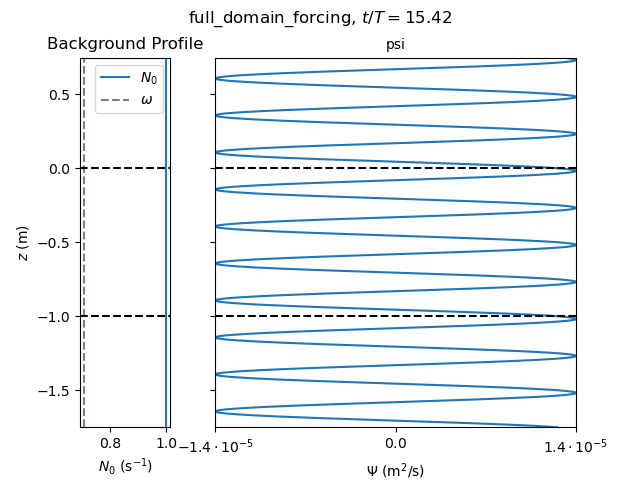 full_domain_forcing, t/T = 15.42
Background Profile
psi
N₀
ω
0.5
0.0
−0.5
−1.0
−1.5
z (m)
0.8
1.0
−1.4 · 10⁻⁵
0.0
1.4 · 10⁻⁵
N₀ (s⁻¹)
Ψ (m²/s)